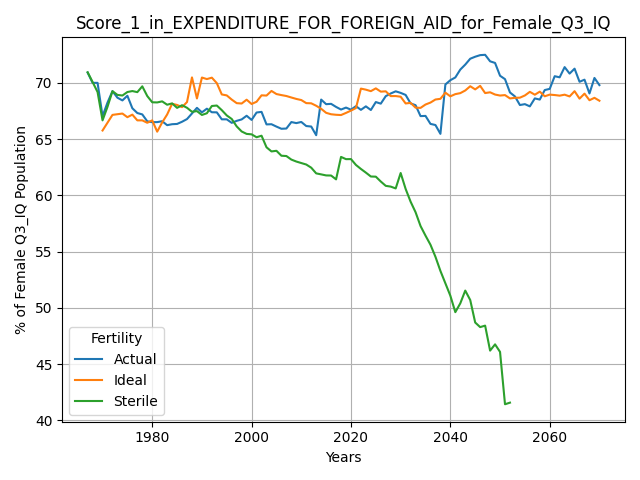 Score_1_in_EXPENDITURE_FOR_FOREIGN_AID_for_Female_Q3_IQ
% of Female Q3_IQ Population
70
65
60
55
50
45
40
Fertility
Actual
Ideal
Sterile
1980 2000 2020 2040 2060
Years